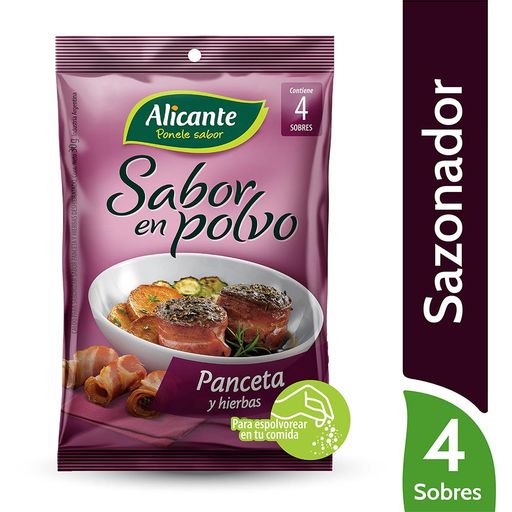 Alicante
Ponele sabor
Contiene
4
SOBRES
Sabor
en polvo
Panceta
y hierbas
Para espolvorear
en tu comida
Sazonador
4
Sobres